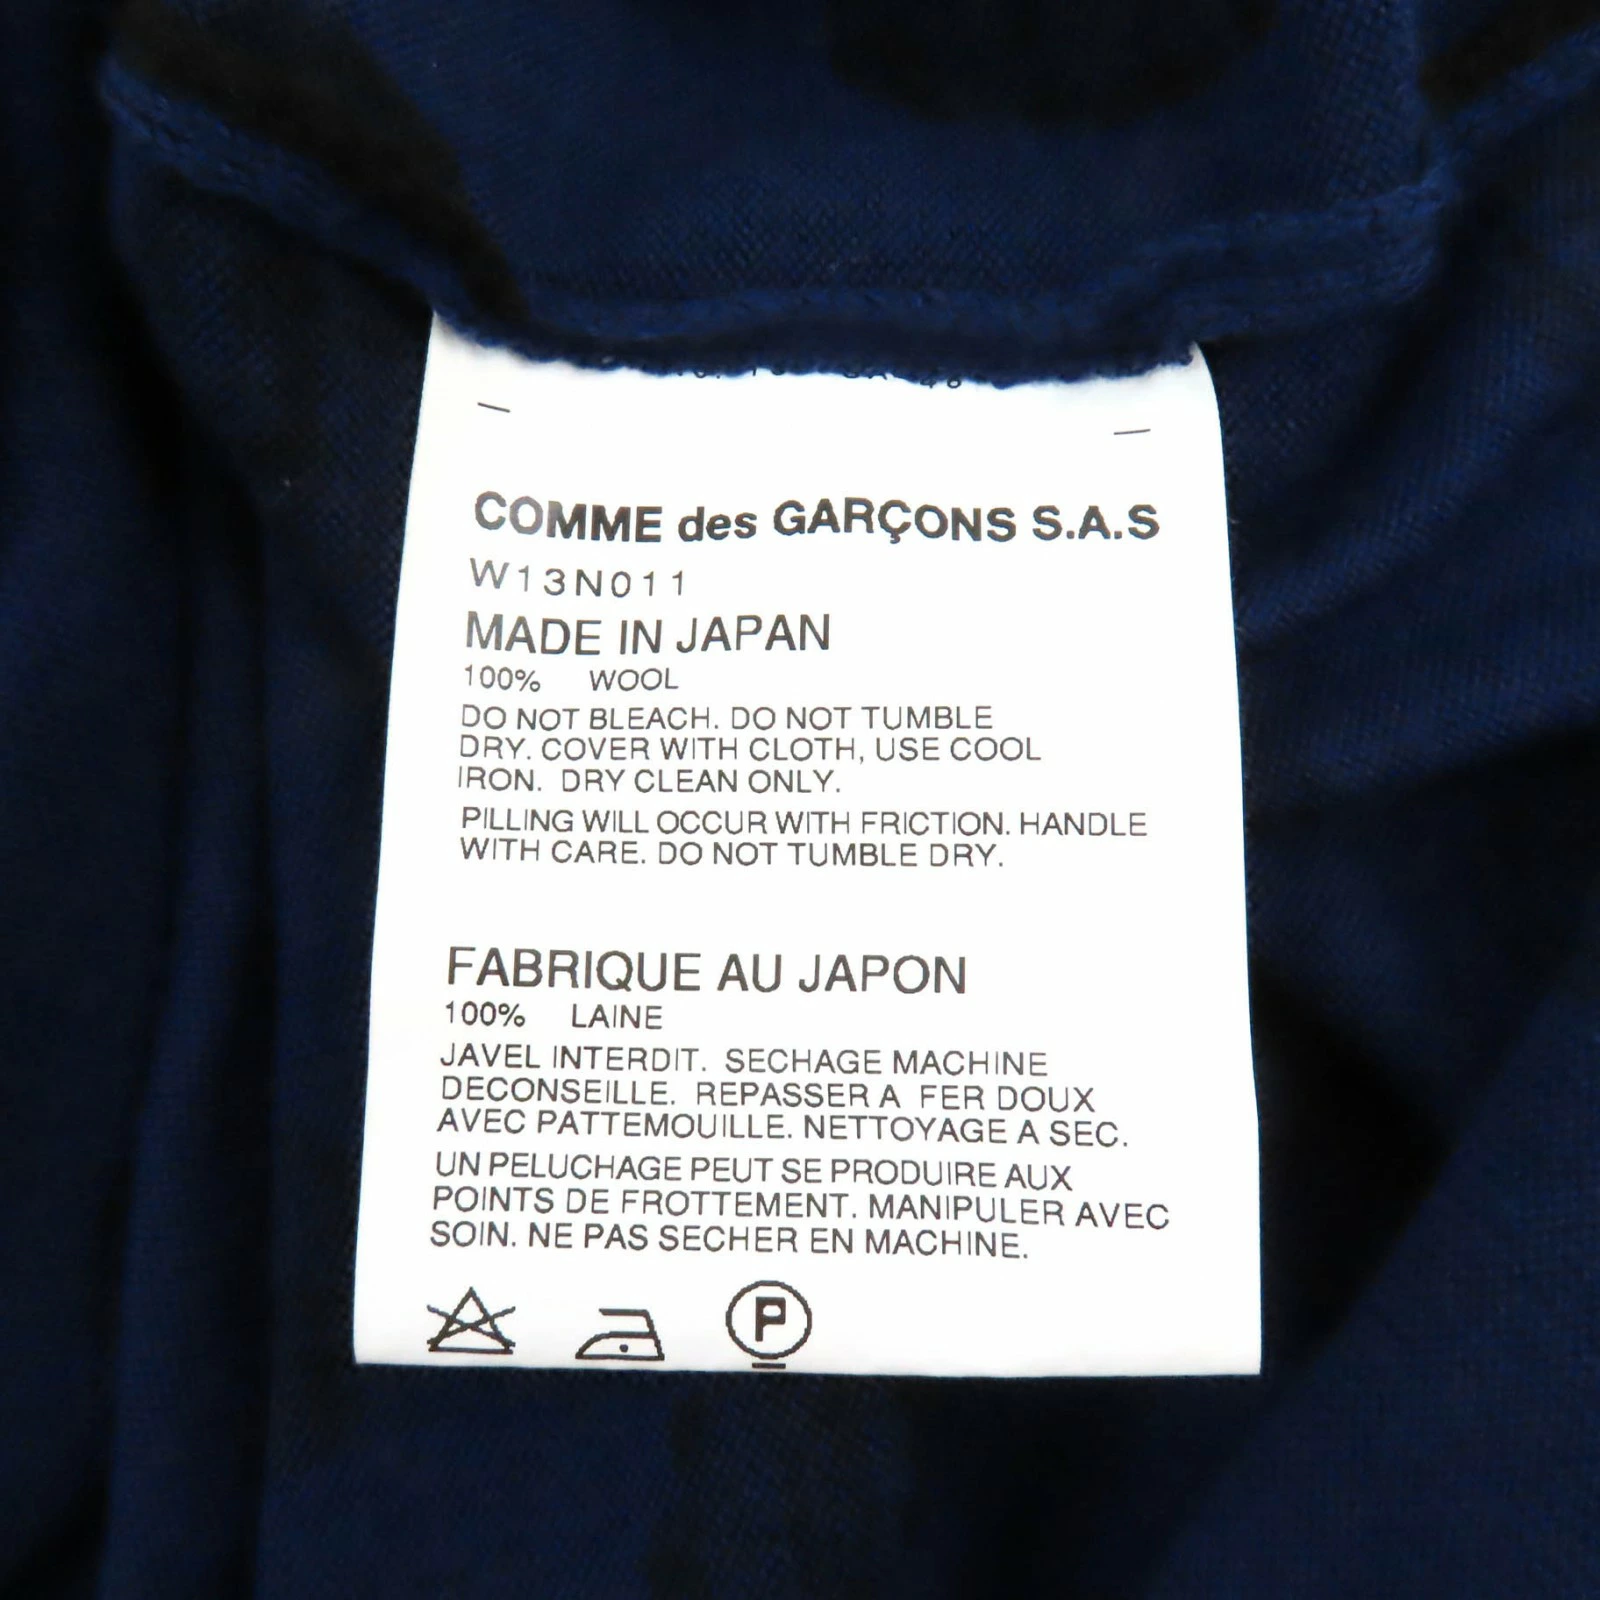 COMME des GARÇONS S.A.S
W13N011
MADE IN JAPAN
100% WOOL
DO NOT BLEACH. DO NOT TUMBLE
DRY. COVER WITH CLOTH, USE COOL
IRON. DRY CLEAN ONLY.
PILLING WILL OCCUR WITH FRICTION. HANDLE
WITH CARE. DO NOT TUMBLE DRY.
FABRIQUE AU JAPON
100% LAINE
JAVEL INTERDIT. SECHAGE MACHINE
DECONSEILLE. REPASSER A FER DOUX
AVEC PATTEMOUILLE. NETTOYAGE A SEC.
UN PELUCHAGE PEUT SE PRODUIRE AUX
POINTS DE FROTTEMENT. MANIPULER AVEC
SOIN. NE PAS SECHER EN MACHINE.
P